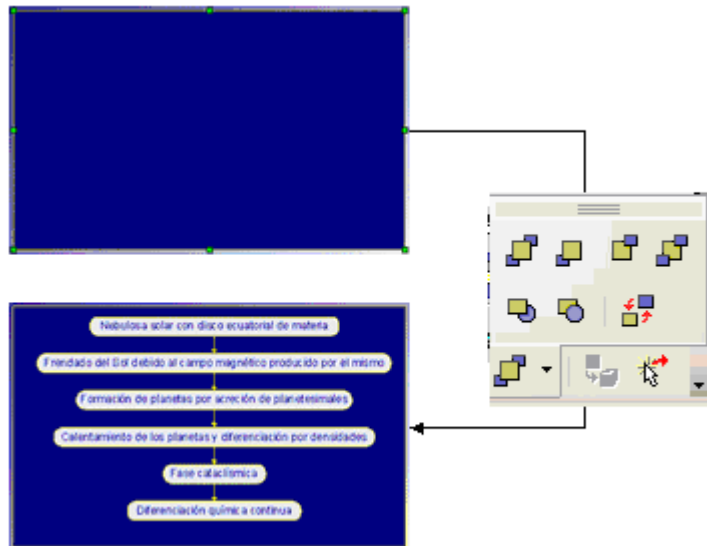 Nebulosa solar con disco ecuatorial de materia
Frendado del Sol debido al campo magnético producido por el mismo
Formación de planetas por acreción de planetesimales
Calentamiento de los planetas y diferenciación por densidades
Fase cataclísmica
Diferenciación química continua